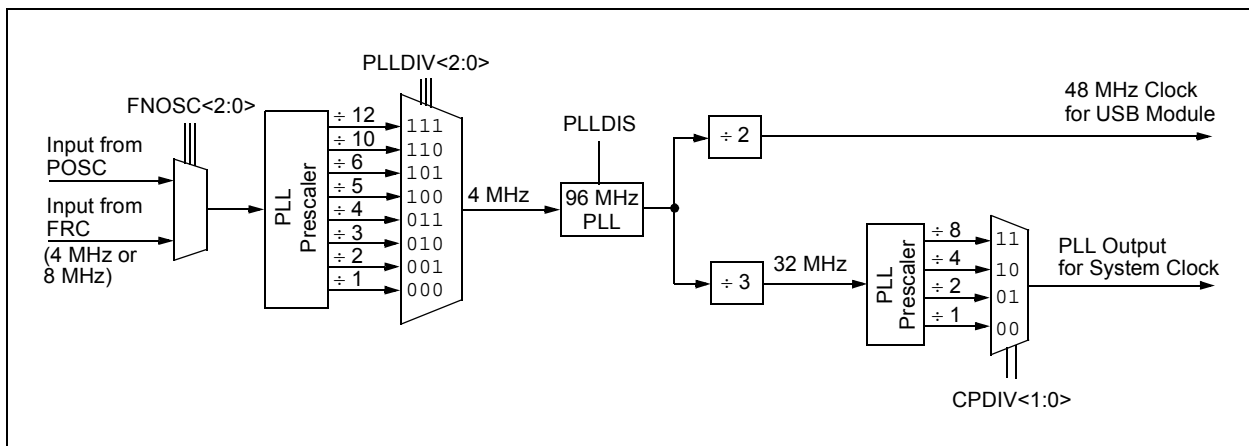 PLLDIV<2:0>
FNOSC<2:0>
Input from
POSC
Input from
FRC
(4 MHz or
8 MHz)
PLL
Prescaler
÷ 12
÷ 10
÷ 6
÷ 5
÷ 4
÷ 3
÷ 2
÷ 1
111
110
101
100
011
010
001
000
4 MHz
PLLDIS
96 MHz
PLL
÷ 2
48 MHz Clock
for USB Module
÷ 3
32 MHz
PLL
Prescaler
÷ 8
÷ 4
÷ 2
÷ 1
11
10
01
00
PLL Output
for System Clock
CPDIV<1:0>